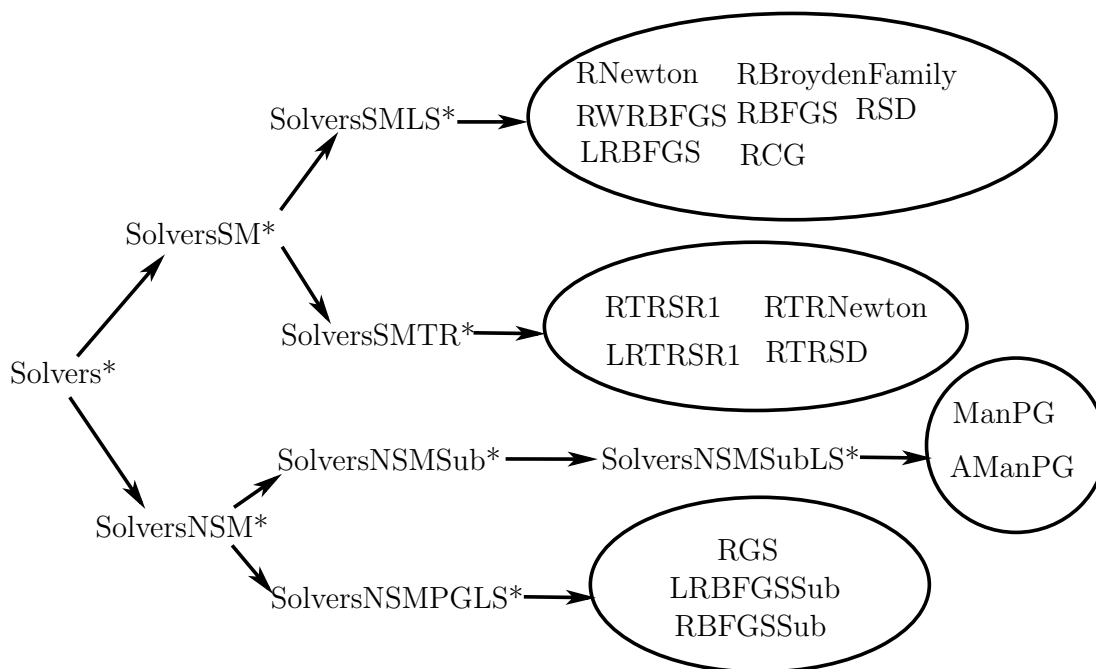 RNewton RBroydenFamily
SolversSMLS*
RWRBFGS RBFGS RSD
LRBFGS RCG
SolversSM*
RTRSR1 RTRNewton
SolversSMTR*
LRTRSR1 RTRSD
Solvers*
ManPG
SolversNSMSub* SolversNSMSubLS*
AManPG
SolversNSM*
RGS
LRBFGSSub
SolversNSMPGLS*
RBFGSSub